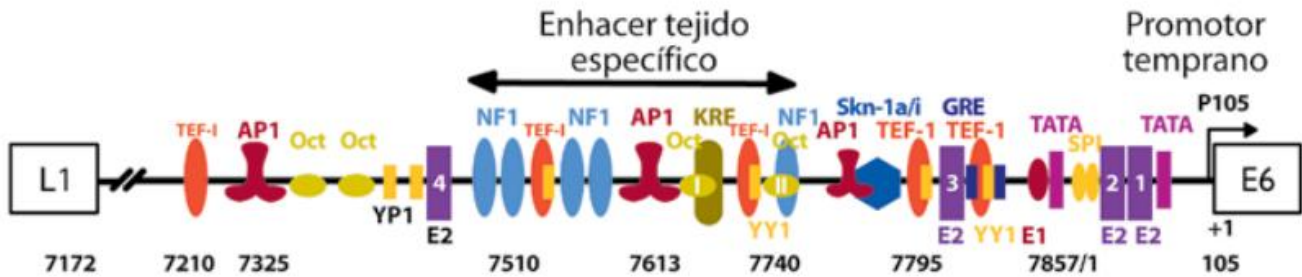 Enhacer tejido
específico
Promotor
temprano
P105
NF1 NF1 AP1 KRE NF1 Skn-1a/i GRE
TEF-I AP1 Oct Oct TEF-I Oct TEF-I Oct AP1 TEF-1 TEF-1 TATA SPI TATA
L1 4 I II 3 2 1 E6
YP1 E2 YY1 E2 YY1 E1 E2 E2 +1
7172 7210 7325 7510 7613 7740 7795 7857/1 105